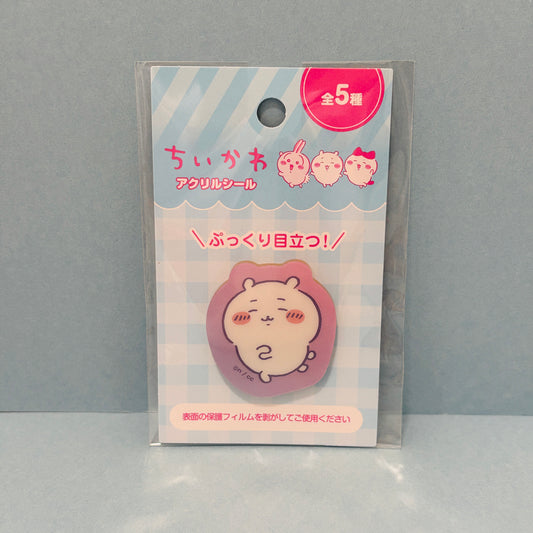 全5種
ちいかわ
アクリルシール
\ぷっくり目立つ!/
©n/cc
表面の保護フィルムを剥がしてご使用ください